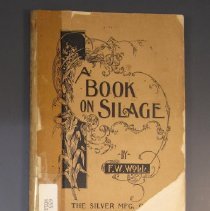 A
BOOK
ON SILAGE
BY
F.W. WOLL
THE SILVER MFG. C